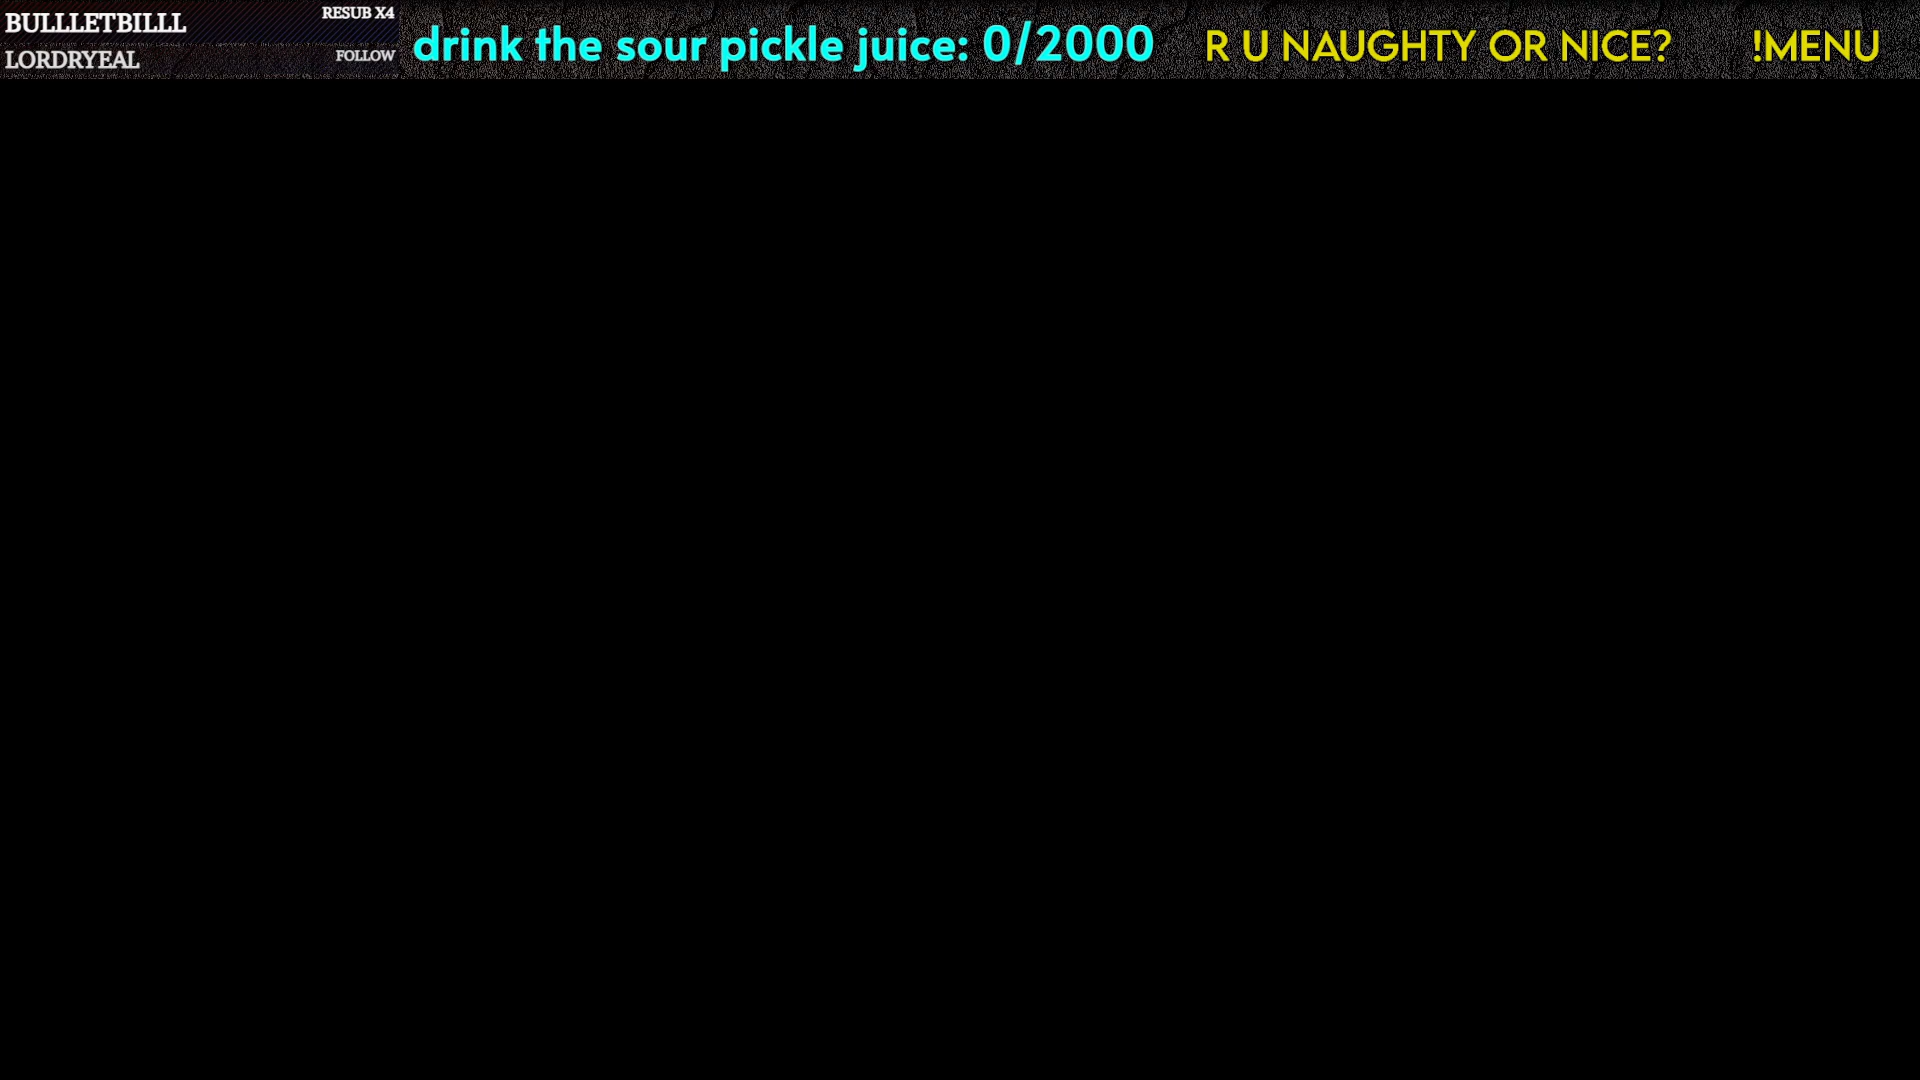 BULLLETBILLL RESUB X4
LORDRYEAL FOLLOW
drink the sour pickle juice: 0/2000
R U NAUGHTY OR NICE?
!MENU